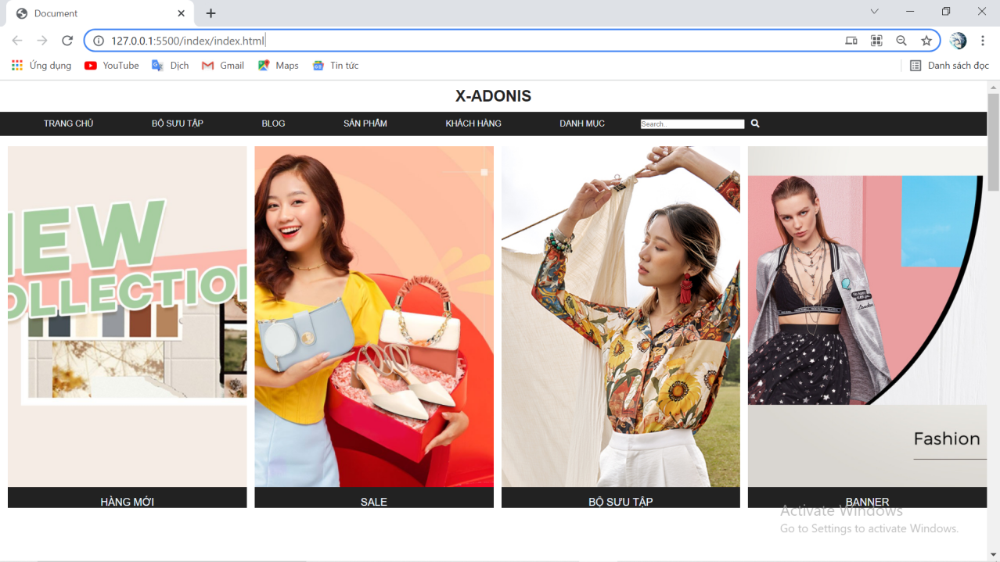 Document
127.0.0.1:5500/index/index.html
Ứng dụng YouTube Dịch Gmail Maps Tin tức Danh sách đọc
X-ADONIS
TRANG CHỦ BỘ SƯU TẬP BLOG SẢN PHẨM KHÁCH HÀNG DANH MỤC Search..
NEW
COLLECTION
Fashion
HÀNG MỚI SALE BỘ SƯU TẬP BANNER
Activate Windows
Go to Settings to activate Windows.